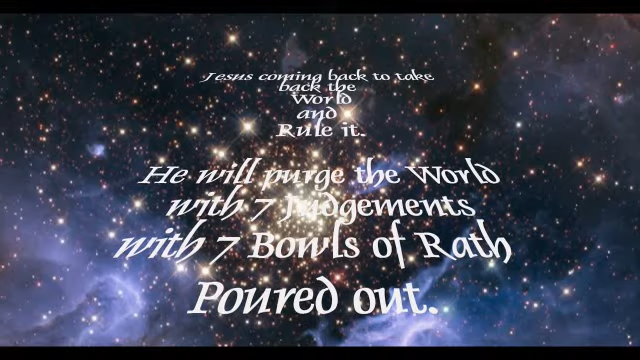 Jesus coming back to take
back the
World
and
Rule it.
He will purge the World
with 7 Judgements
with 7 Bowls of Rath
Poured out.